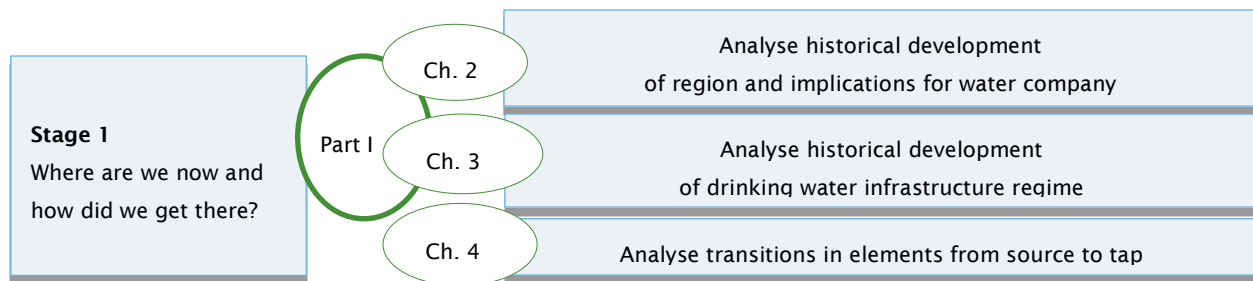 Stage 1
Where are we now and
how did we get there?
Part I
Ch. 2
Analyse historical development
of region and implications for water company
Ch. 3
Analyse historical development
of drinking water infrastructure regime
Ch. 4
Analyse transitions in elements from source to tap